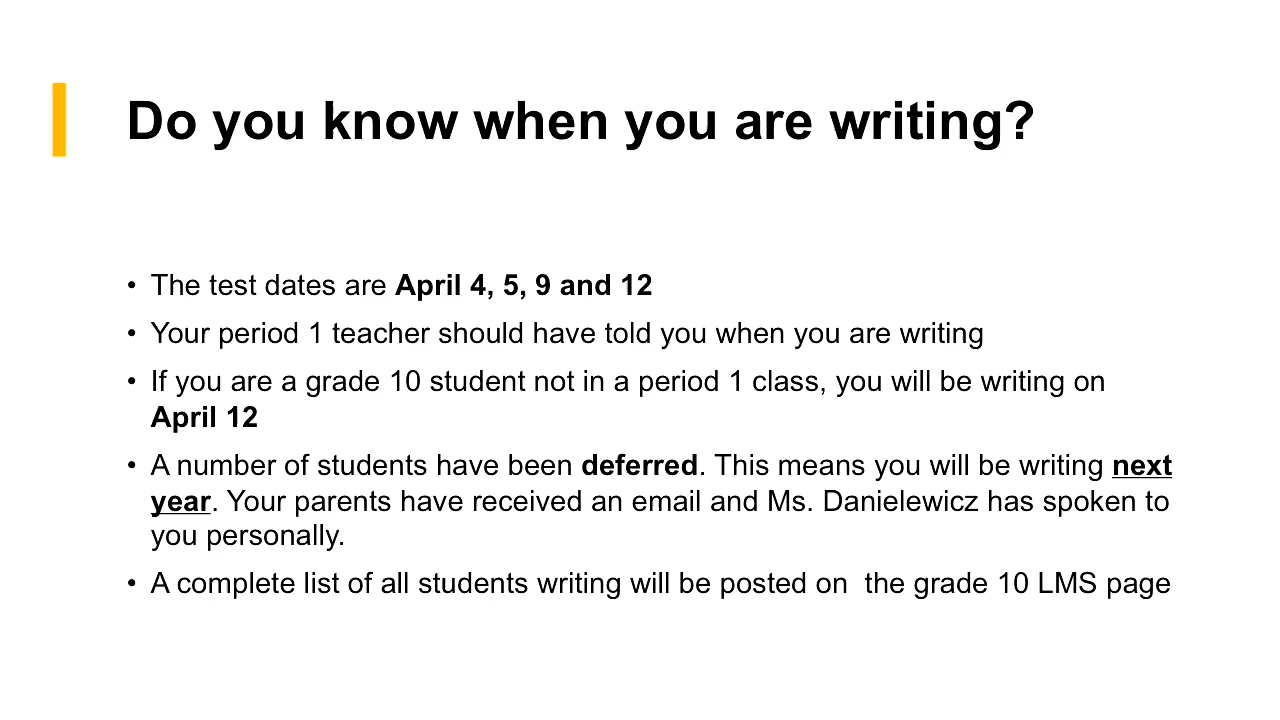 Do you know when you are writing?
• The test dates are April 4, 5, 9 and 12
• Your period 1 teacher should have told you when you are writing
• If you are a grade 10 student not in a period 1 class, you will be writing on
April 12
• A number of students have been deferred. This means you will be writing next
year. Your parents have received an email and Ms. Danielewicz has spoken to
you personally.
• A complete list of all students writing will be posted on  the grade 10 LMS page